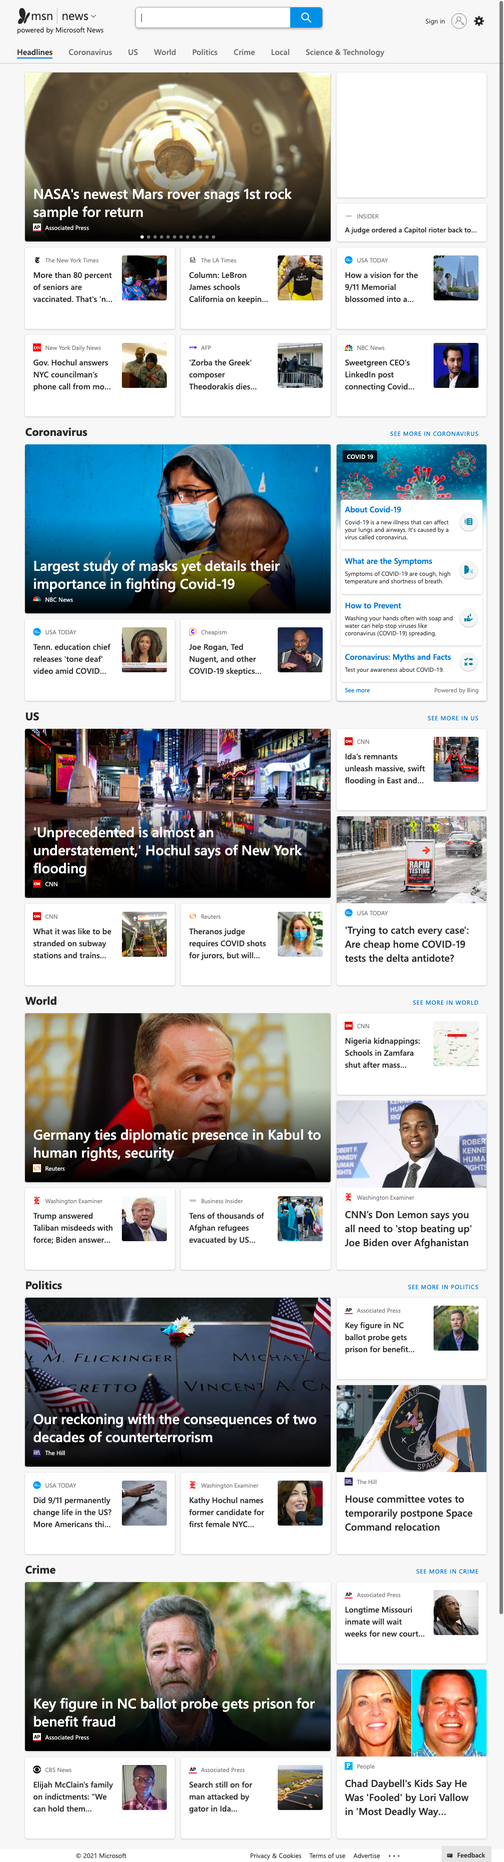 msn | news
powered by Microsoft News
Sign in
Headlines
Coronavirus
US
World
Politics
Crime
Local
Science & Technology
NASA's newest Mars rover snags 1st rock
sample for return
Associated Press
INSIDER
A judge ordered a Capitol rioter back to...
The New York Times
More than 80 percent
of seniors are
vaccinated. That's 'n...
The LA Times
Column: LeBron
James schools
California on keepin...
USA TODAY
How a vision for the
9/11 Memorial
blossomed into a...
New York Daily News
Gov. Hochul answers
NYC councilman's
phone call from mo...
AFP
'Zorba the Greek'
composer
Theodorakis dies...
NBC News
Sweetgreen CEO's
LinkedIn post
connecting Covid...
Coronavirus
SEE MORE IN CORONAVIRUS
Largest study of masks yet details their
importance in fighting Covid-19
NBC News
COVID 19
About Covid-19
Covid-19 is a new illness that can affect
your lungs and airways. It's caused by a
virus called coronavirus.
What are the Symptoms
Symptoms of COVID-19 are cough, high
temperature and shortness of breath.
How to Prevent
Washing your hands often with soap and
water can help stop viruses like
coronavirus (COVID-19) spreading.
Coronavirus: Myths and Facts
Test your awareness about COVID-19.
See more
Powered by Bing
USA TODAY
Tenn. education chief
releases 'tone deaf'
video amid COVID...
Cheapism
Joe Rogan, Ted
Nugent, and other
COVID-19 skeptics...
US
SEE MORE IN US
'Unprecedented is almost an
understatement,' Hochul says of New York
flooding
CNN
CNN
Ida's remnants
unleash massive, swift
flooding in East and...
RAPID
TESTING
USA TODAY
'Trying to catch every case':
Are cheap home COVID-19
tests the delta antidote?
CNN
What it was like to be
stranded on subway
stations and trains...
Reuters
Theranos judge
requires COVID shots
for jurors, but will...
World
SEE MORE IN WORLD
Germany ties diplomatic presence in Kabul to
human rights, security
Reuters
CNN
Nigeria kidnappings:
Schools in Zamfara
shut after mass...
ROBERT F.
KENNEDY
HUMAN
RIGHTS
Washington Examiner
CNN's Don Lemon says you
all need to 'stop beating up'
Joe Biden over Afghanistan
Washington Examiner
Trump answered
Taliban misdeeds with
force; Biden answer...
Business Insider
Tens of thousands of
Afghan refugees
evacuated by US...
Politics
SEE MORE IN POLITICS
L M. FLICKINGER
MICHAEL C
GRETTO
VINCENT A. CA
Our reckoning with the consequences of two
decades of counterterrorism
The Hill
Associated Press
Key figure in NC
ballot probe gets
prison for benefit...
The Hill
House committee votes to
temporarily postpone Space
Command relocation
USA TODAY
Did 9/11 permanently
change life in the US?
More Americans thi...
Washington Examiner
Kathy Hochul names
former candidate for
first female NYC...
Crime
SEE MORE IN CRIME
Key figure in NC ballot probe gets prison for
benefit fraud
Associated Press
Associated Press
Longtime Missouri
inmate will wait
weeks for new court...
People
Chad Daybell's Kids Say He
Was 'Fooled' by Lori Vallow
in 'Most Deadly Way...
CBS News
Elijah McClain's family
on indictments: "We
can hold them...
Associated Press
Search still on for
man attacked by
gator in Ida...
© 2021 Microsoft
Privacy & Cookies
Terms of use
Advertise
Feedback